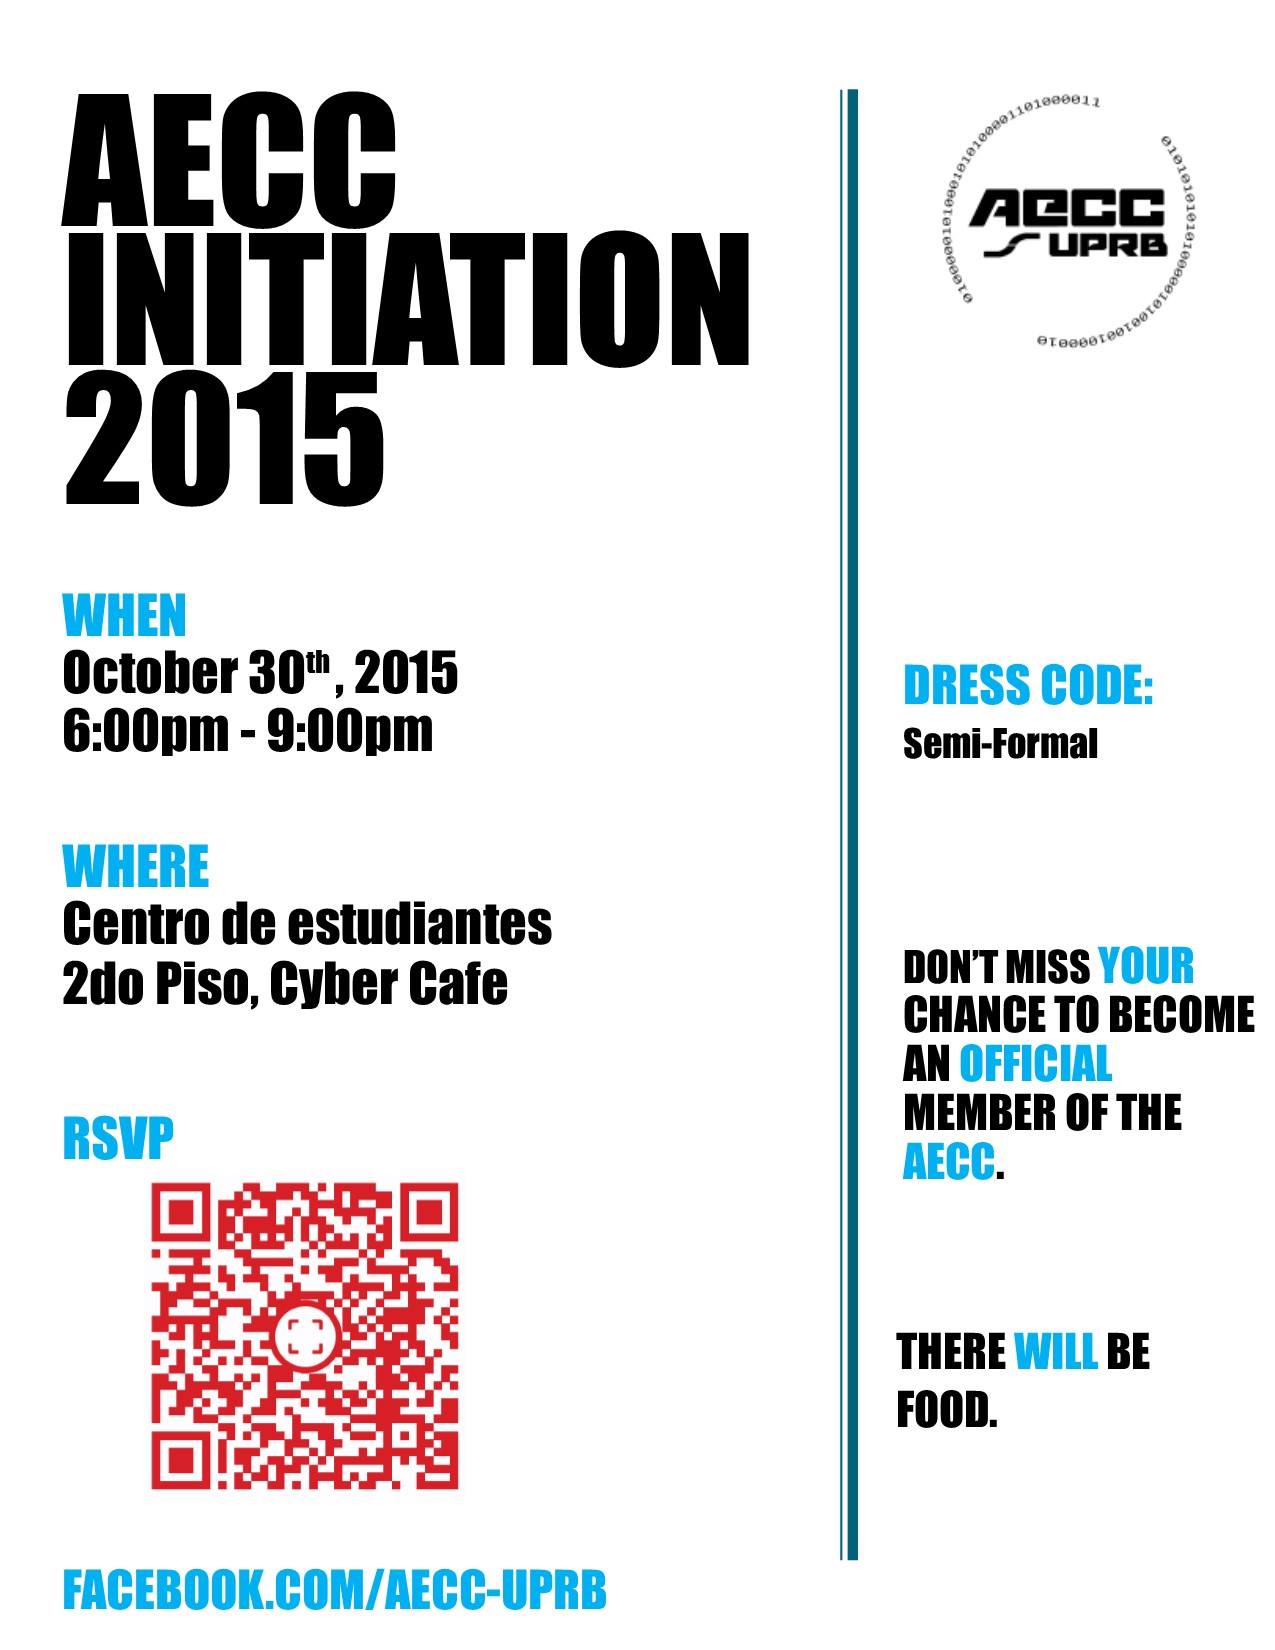 AECC
INITIATION
2015
WHEN
October 30th, 2015
6:00pm - 9:00pm
WHERE
Centro de estudiantes
2do Piso, Cyber Cafe
RSVP
FACEBOOK.COM/AECC-UPRB
AECC
UPRB
DRESS CODE:
Semi-Formal
DON'T MISS YOUR
CHANCE TO BECOME
AN OFFICIAL
MEMBER OF THE
AECC.
THERE WILL BE
FOOD.